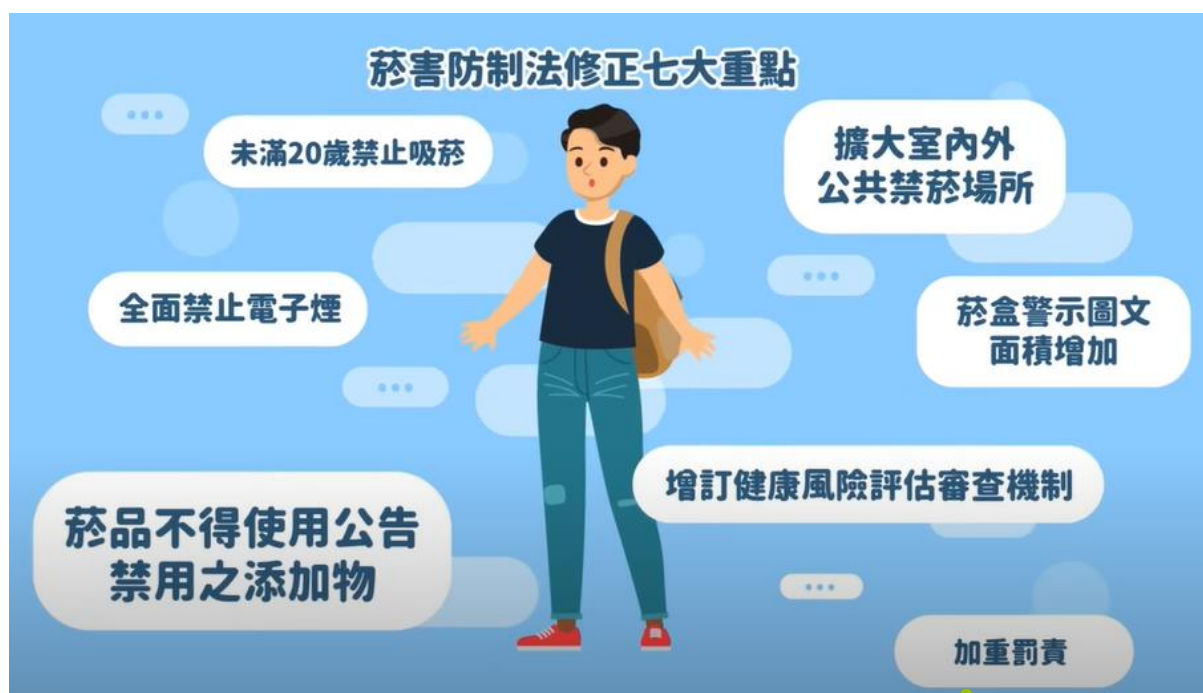 菸害防制法修正七大重點
未滿20歲禁止吸菸
擴大室內外
公共禁菸場所
全面禁止電子煙
菸盒警示圖文
面積增加
增訂健康風險評估審查機制
菸品不得使用公告
禁用之添加物
加重罰責